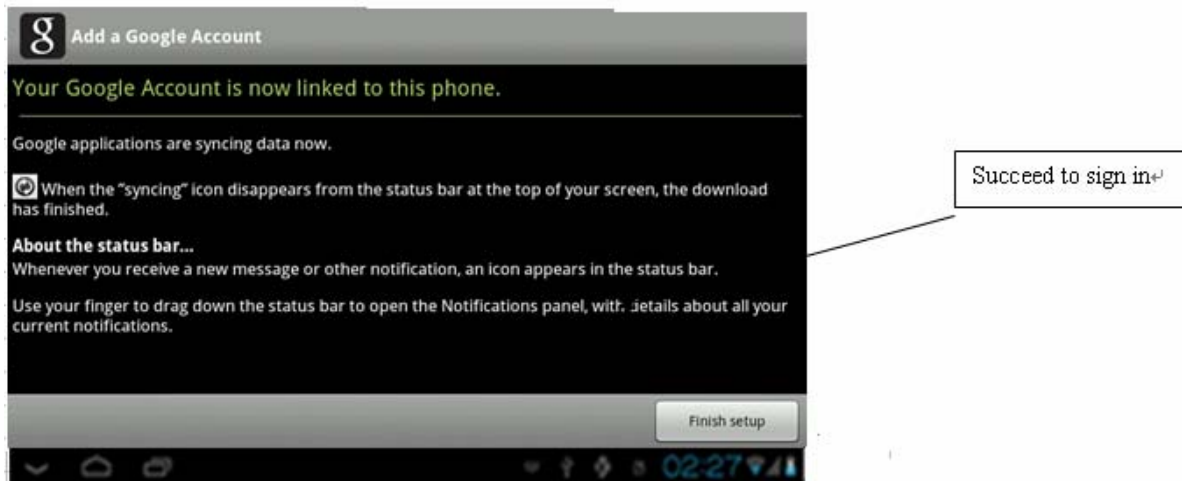 g Add a Google Account
Your Google Account is now linked to this phone.
Google applications are syncing data now.
When the "syncing" icon disappears from the status bar at the top of your screen, the download
has finished.
About the status bar...
Whenever you receive a new message or other notification, an icon appears in the status bar.
Use your finger to drag down the status bar to open the Notifications panel, with details about all your
current notifications.
Finish setup
02:27
Succeed to sign in